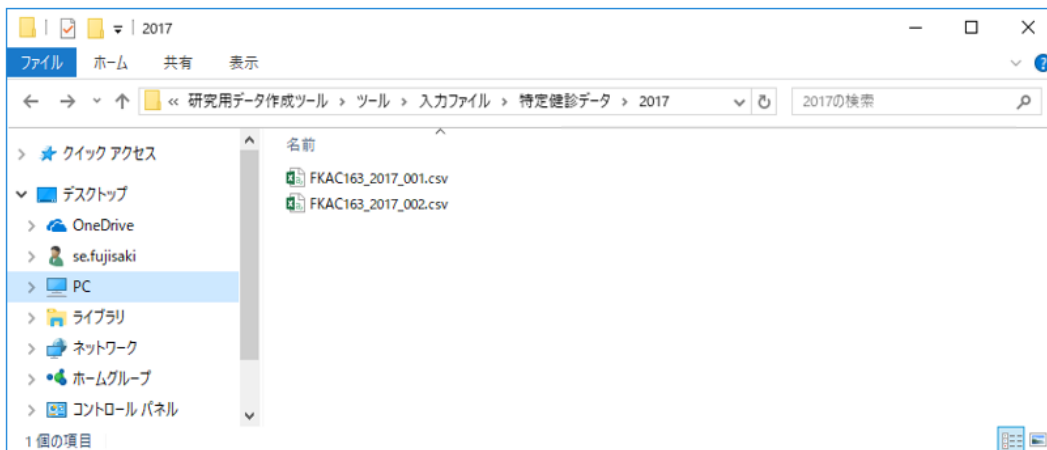 2017
ファイル ホーム 共有 表示
« 研究用データ作成ツール › ツール › 入力ファイル › 特定健診データ › 2017 2017の検索
クイック アクセス
デスクトップ
OneDrive
se.fujisaki
PC
ライブラリ
ネットワーク
ホームグループ
コントロール パネル
名前
FKAC163_2017_001.csv
FKAC163_2017_002.csv
1 個の項目